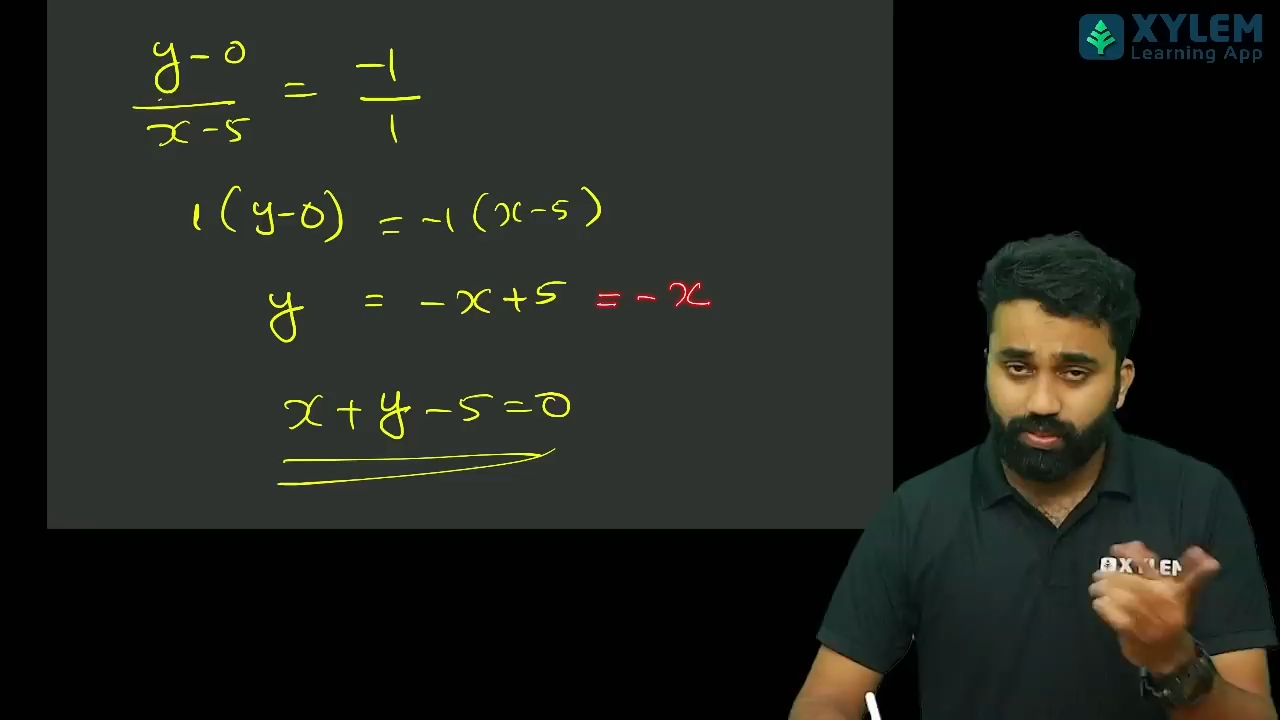 XYLEM
Learning App
y-0 / x-5 = -1 / 1
1(y-0) = -1(x-5)
y = -x+5 = -x
x+y-5=0
XYLEM